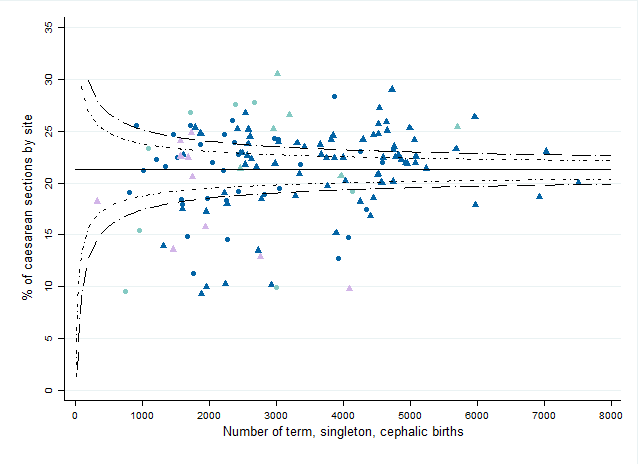 % of caesarean sections by site
35
30
25
20
15
10
5
0
0 1000 2000 3000 4000 5000 6000 7000 8000
Number of term, singleton, cephalic births